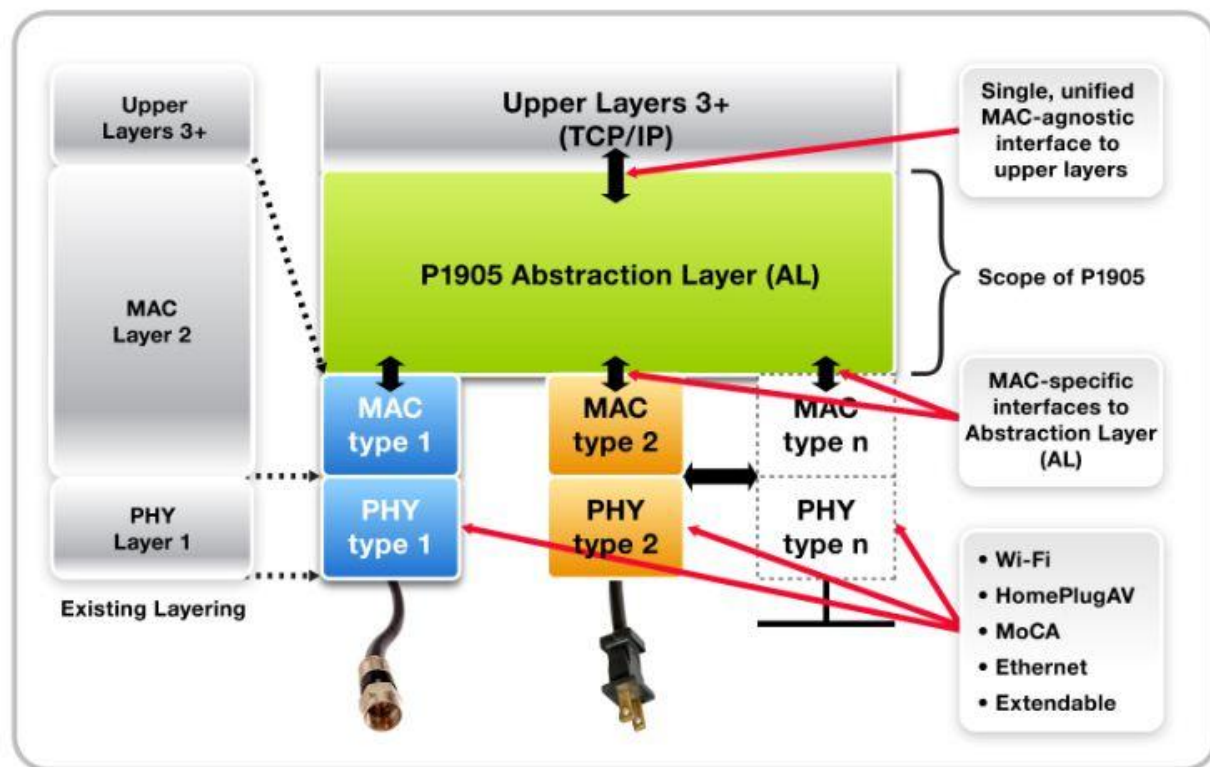 Upper
Layers 3+
MAC
Layer 2
PHY
Layer 1
Existing Layering
Upper Layers 3+
(TCP/IP)
P1905 Abstraction Layer (AL)
MAC
type 1
PHY
type 1
MAC
type 2
PHY
type 2
MAC
type n
PHY
type n
Single, unified
MAC-agnostic
interface to
upper layers
Scope of P1905
MAC-specific
interfaces to
Abstraction Layer
(AL)
• Wi-Fi
• HomePlugAV
• MoCA
• Ethernet
• Extendable